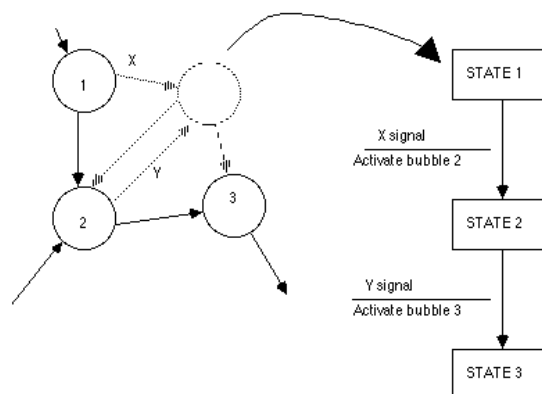 X
1
STATE 1
X signal
Activate bubble 2
Y
3
2
STATE 2
Y signal
Activate bubble 3
STATE 3